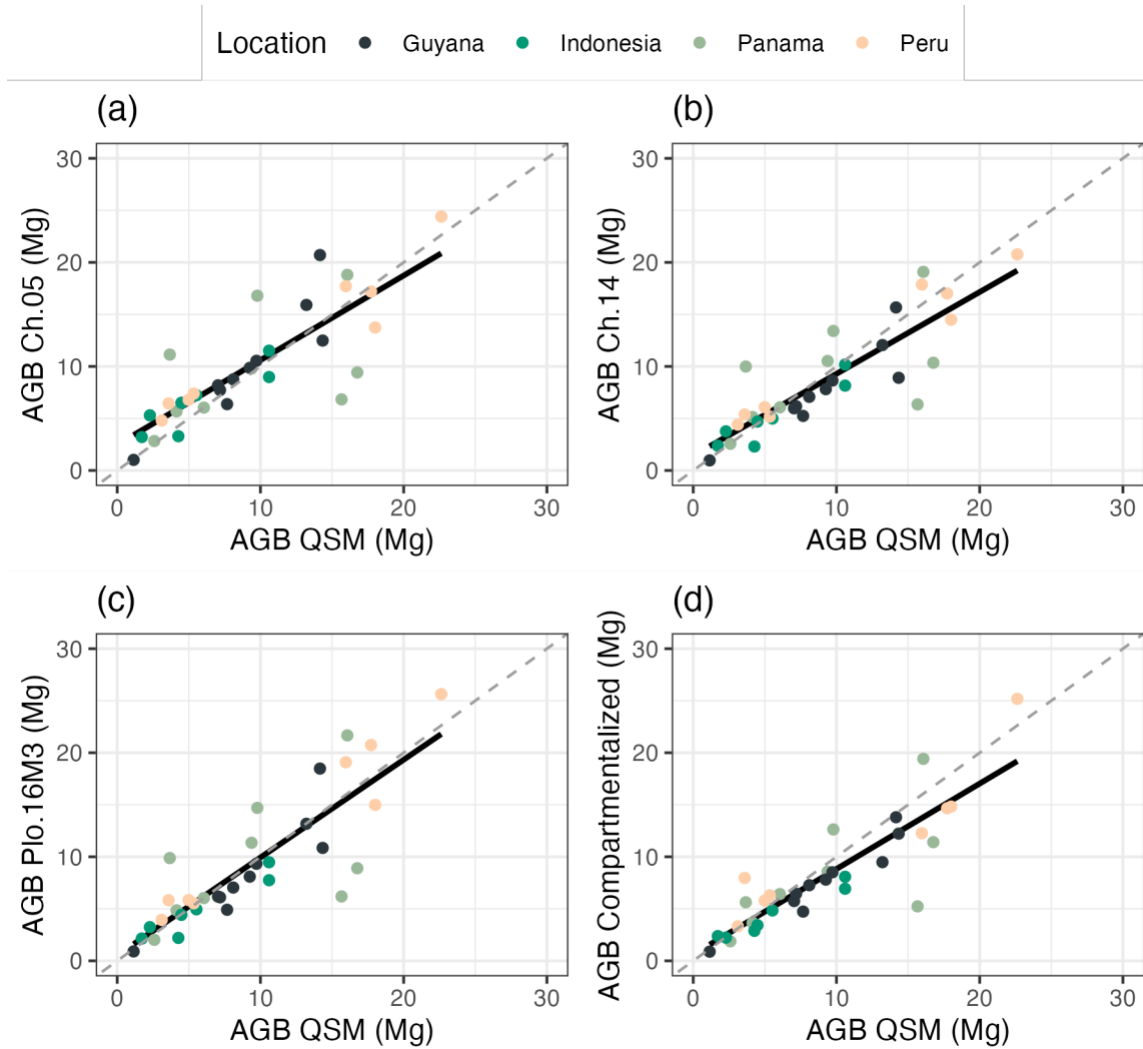 Location Guyana Indonesia Panama Peru
(a)
30
20
10
0
0 10 20 30
AGB Ch.05 (Mg)
AGB QSM (Mg)
(b)
30
20
10
0
0 10 20 30
AGB Ch.14 (Mg)
AGB QSM (Mg)
(c)
30
20
10
0
0 10 20 30
AGB Plo.16M3 (Mg)
AGB QSM (Mg)
(d)
30
20
10
0
0 10 20 30
AGB Compartmentalized (Mg)
AGB QSM (Mg)